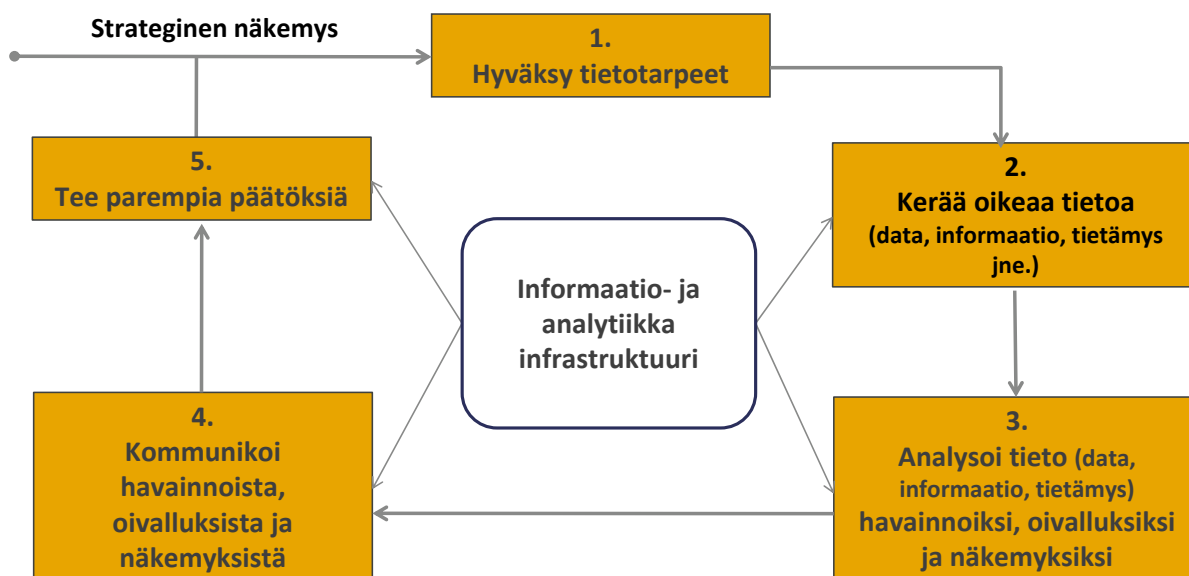 Strateginen näkemys
1.
Hyväksy tietotarpeet
2.
Kerää oikeaa tietoa
(data, informaatio, tietämys
jne.)
3.
Analysoi tieto (data,
informaatio, tietämys)
havainnoiksi, oivalluksiksi
ja näkemyksiksi
4.
Kommunikoi
havainnoista,
oivalluksista ja
näkemyksistä
5.
Tee parempia päätöksiä
Informaatio- ja
analytiikka
infrastruktuuri